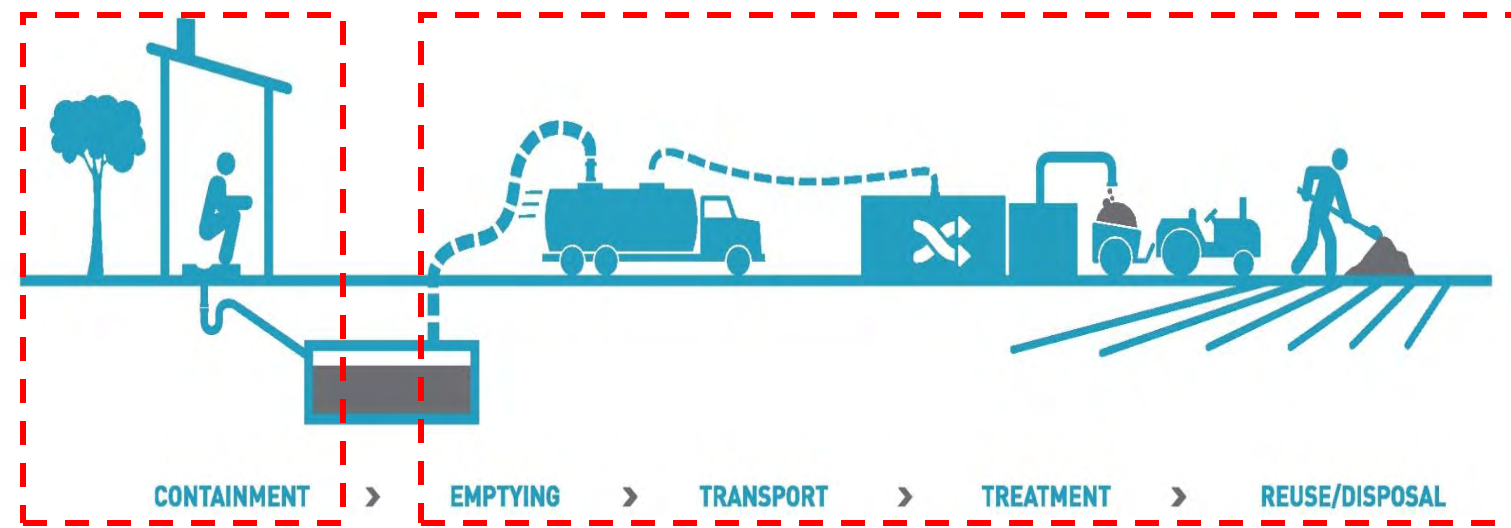 CONTAINMENT > EMPTYING > TRANSPORT > TREATMENT > REUSE/DISPOSAL